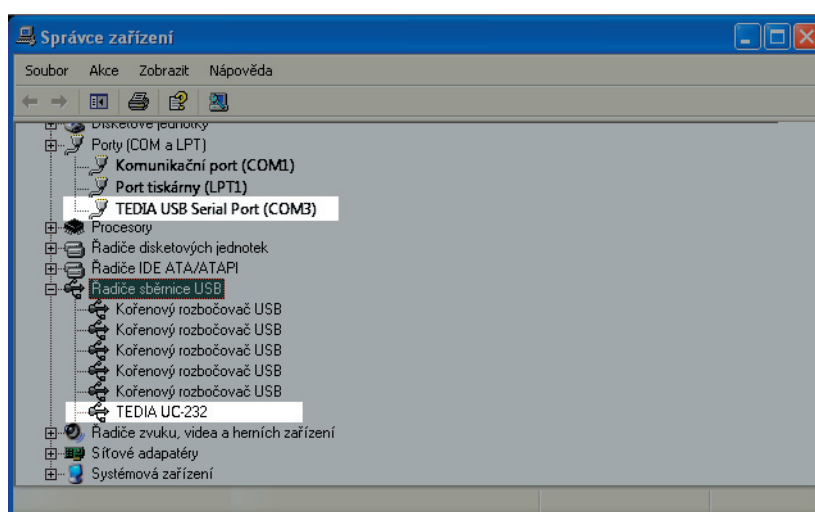 Správce zařízení
Soubor Akce Zobrazit Nápověda
Disketové jednotky
Porty (COM a LPT)
Komunikační port (COM1)
Port tiskárny (LPT1)
TEDIA USB Serial Port (COM3)
Procesory
Řadiče disketových jednotek
Řadiče IDE ATA/ATAPI
Řadiče sběrnice USB
Kořenový rozbočovač USB
Kořenový rozbočovač USB
Kořenový rozbočovač USB
Kořenový rozbočovač USB
Kořenový rozbočovač USB
TEDIA UC-232
Řadiče zvuku, videa a herních zařízení
Síťové adaptéry
Systémová zařízení